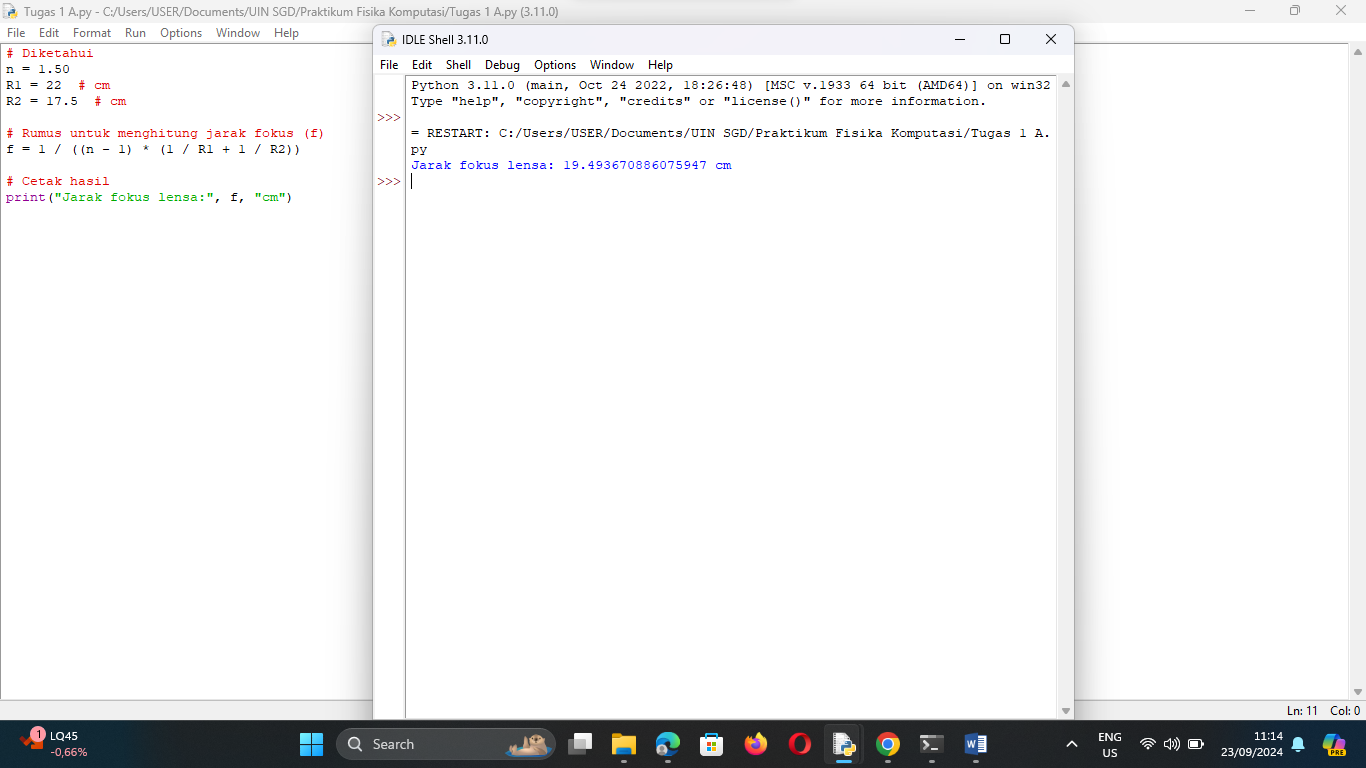 Tugas 1 A.py - C:/Users/USER/Documents/UIN SGD/Praktikum Fisika Komputasi/Tugas 1 A.py (3.11.0)
File Edit Format Run Options Window Help
# Diketahui
n = 1.50
R1 = 22  # cm
R2 = 17.5  # cm
# Rumus untuk menghitung jarak fokus (f)
f = 1 / ((n - 1) * (1 / R1 + 1 / R2))
# Cetak hasil
print("Jarak fokus lensa:", f, "cm")
IDLE Shell 3.11.0
File Edit Shell Debug Options Window Help
Python 3.11.0 (main, Oct 24 2022, 18:26:48) [MSC v.1933 64 bit (AMD64)] on win32
Type "help", "copyright", "credits" or "license()" for more information.
>>>
= RESTART: C:/Users/USER/Documents/UIN SGD/Praktikum Fisika Komputasi/Tugas 1 A.
py
Jarak fokus lensa: 19.493670886075947 cm
>>>
Ln: 11 Col: 0
1
LQ45
-0,66%
Search
ENG
US
11:14
23/09/2024
PRE